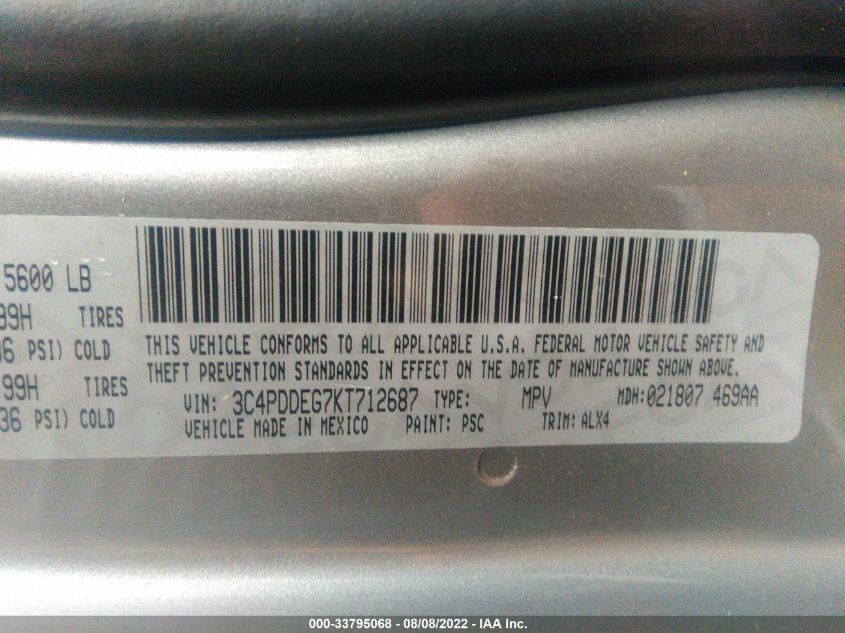 5600 LB
99H TIRES
36 PSI) COLD
99H TIRES
36 PSI) COLD
THIS VEHICLE CONFORMS TO ALL APPLICABLE U.S.A. FEDERAL MOTOR VEHICLE SAFETY AND
THEFT PREVENTION STANDARDS IN EFFECT ON THE DATE OF MANUFACTURE SHOWN ABOVE.
VIN: 3C4PDDEG7KT712687 TYPE: MPV MDH:021807 469AA
VEHICLE MADE IN MEXICO PAINT: PSC TRIM: ALX4
000-33795068 - 08/08/2022 - IAA Inc.